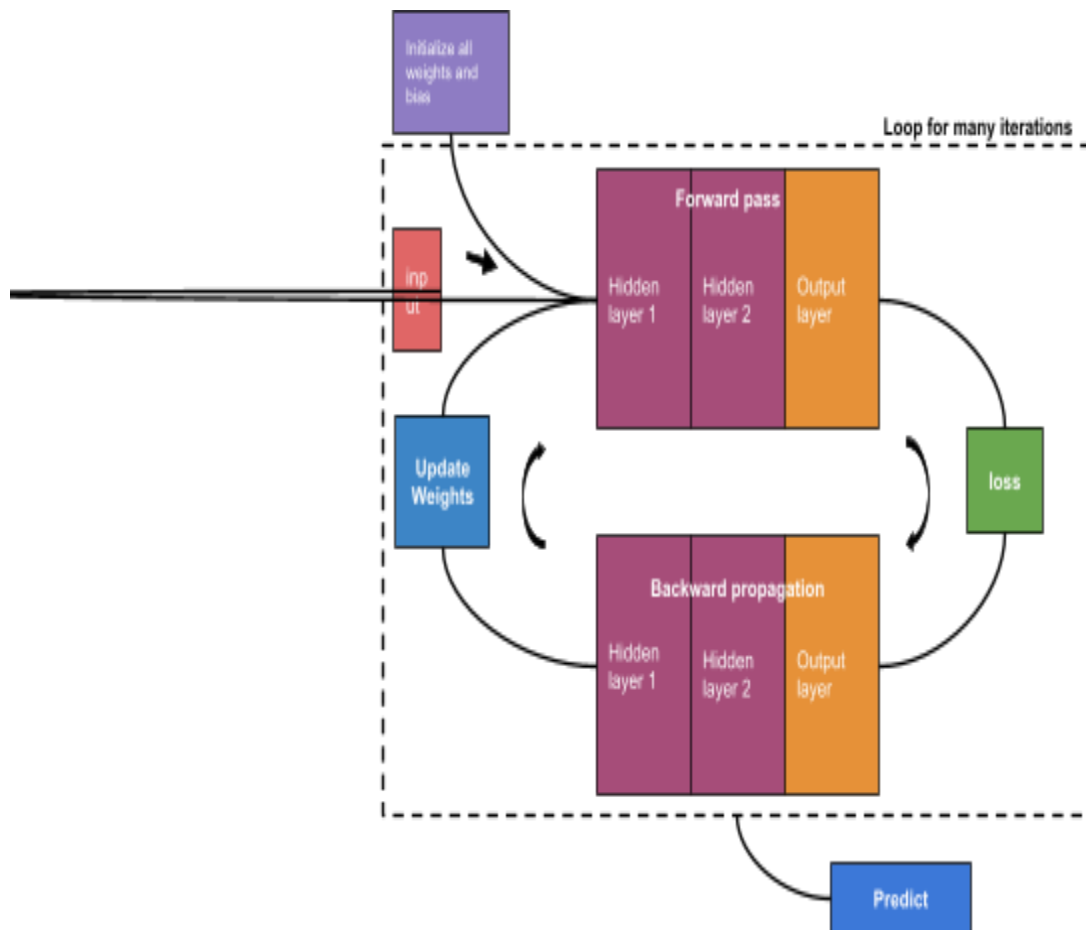 Initialize all
weights and
bias
Loop for many iterations
Forward pass
inp
ut
Hidden
layer 1
Hidden
layer 2
Output
layer
Update
Weights
loss
Backward propagation
Hidden
layer 1
Hidden
layer 2
Output
layer
Predict